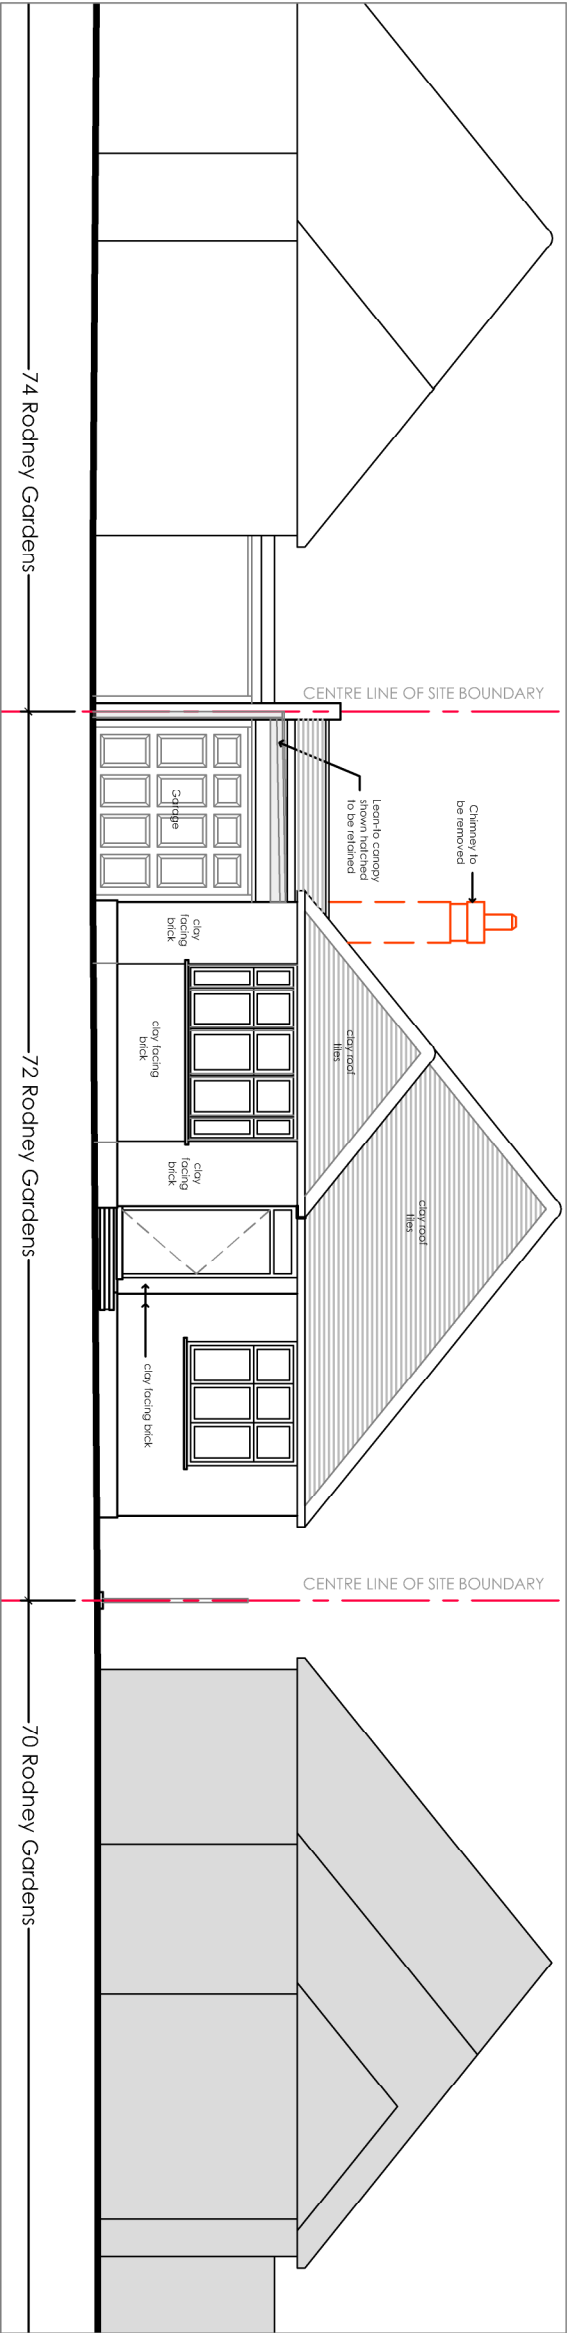 CENTRE LINE OF SITE BOUNDARY
CENTRE LINE OF SITE BOUNDARY
Chimney to
be removed
Lean-to canopy
shown hatched
to be retained
clay roof
tiles
clay roof
tiles
Garage
clay
facing
brick
clay facing
brick
clay
facing
brick
clay facing brick
74 Rodney Gardens
72 Rodney Gardens
70 Rodney Gardens